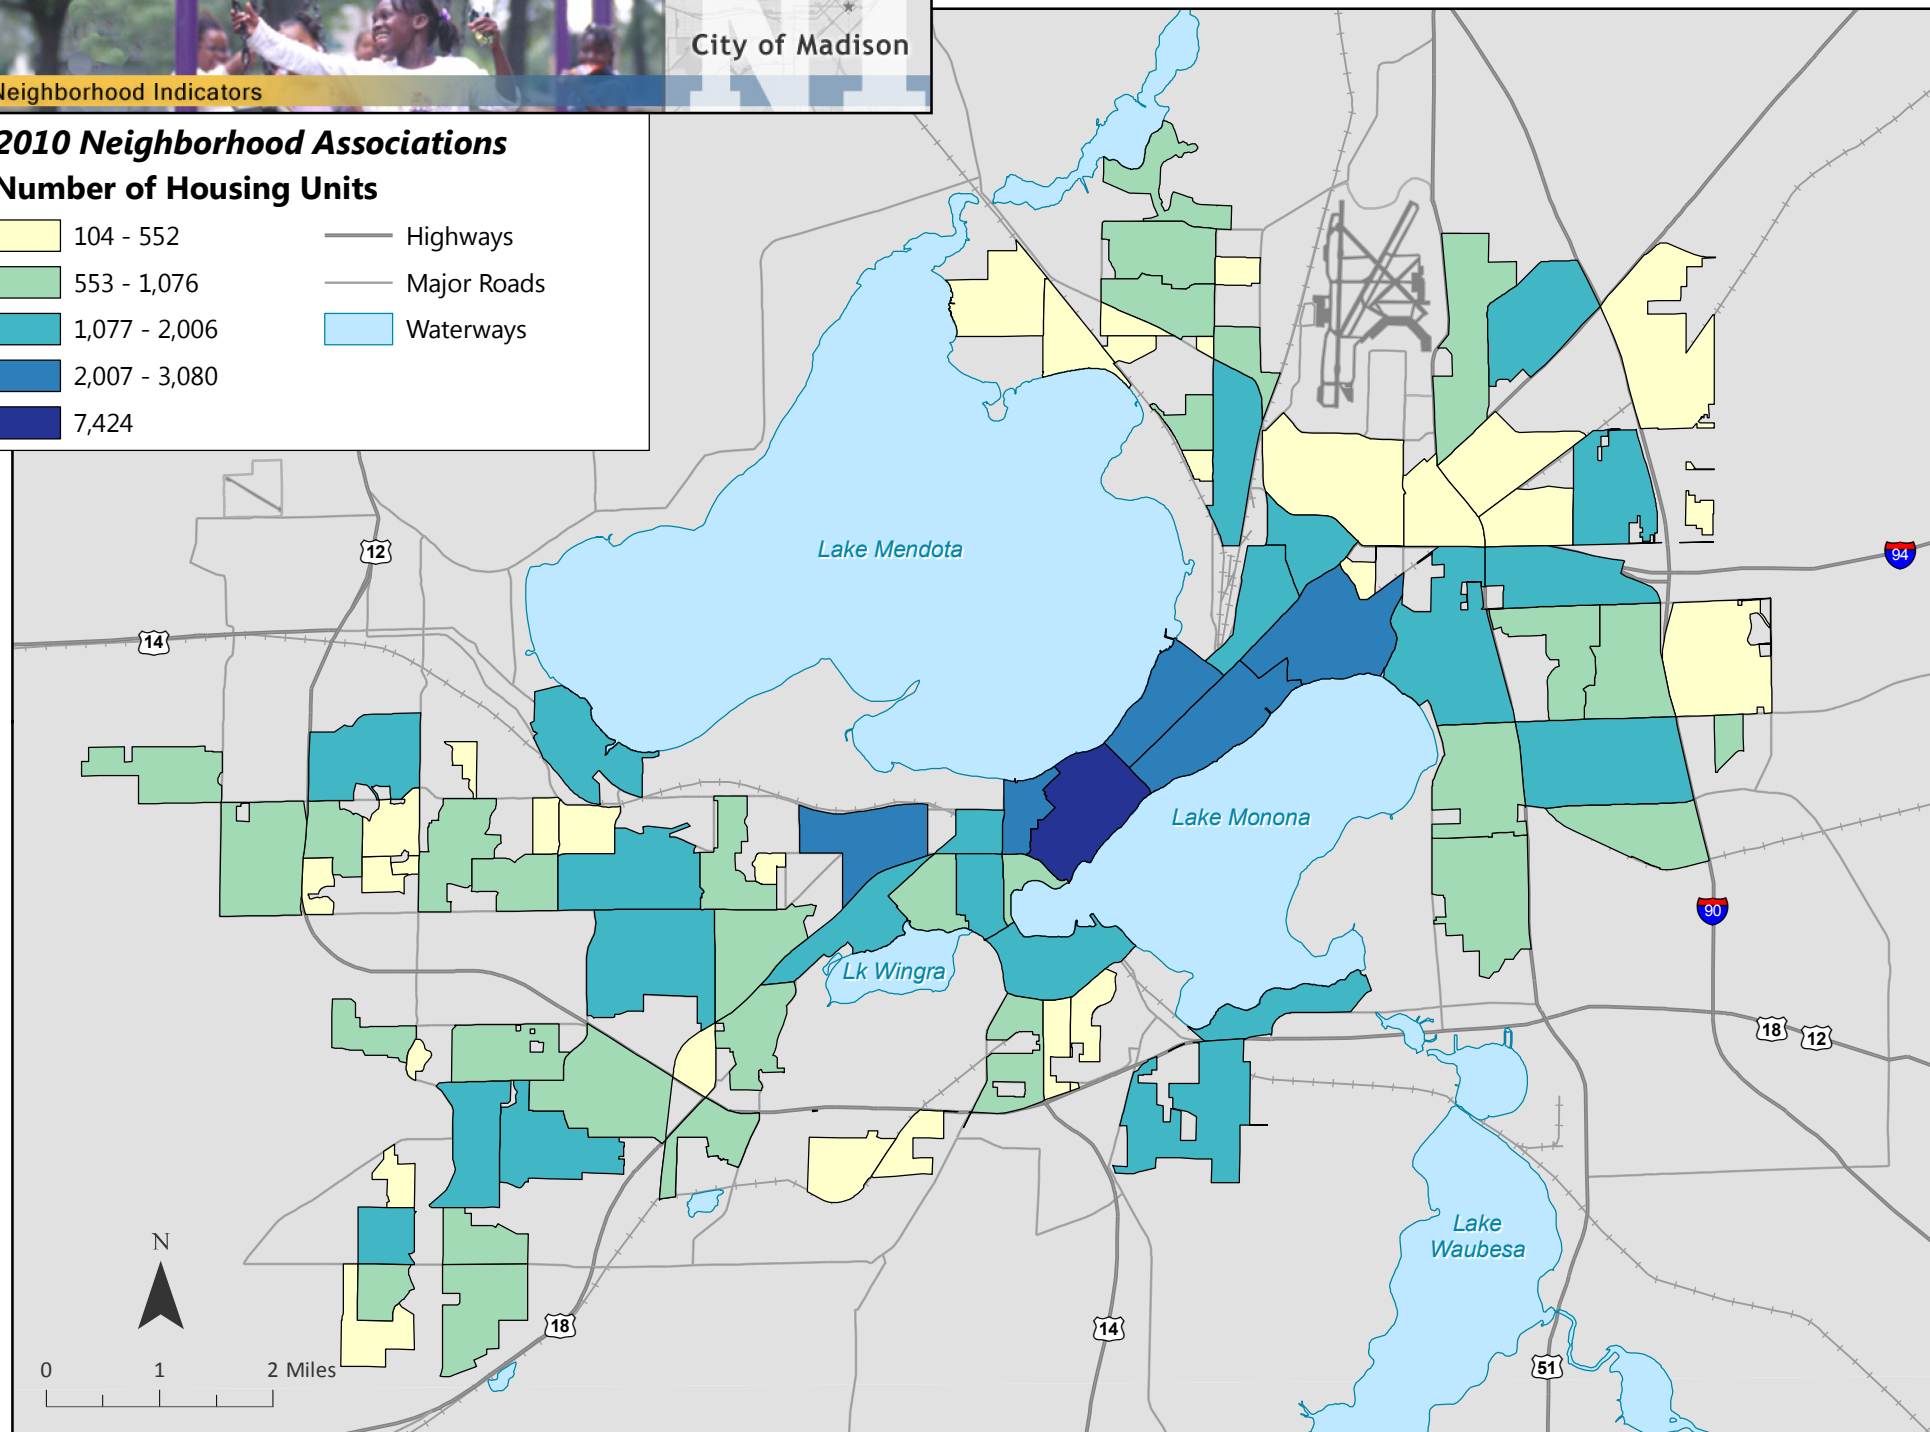 City of Madison
Neighborhood Indicators
2010 Neighborhood Associations
Number of Housing Units
104 - 552
553 - 1,076
1,077 - 2,006
2,007 - 3,080
7,424
Highways
Major Roads
Waterways
12
Lake Mendota
94
14
Lake Monona
90
Lk Wingra
18
12
Lake
Waubesa
N
18
14
51
0 1 2 Miles